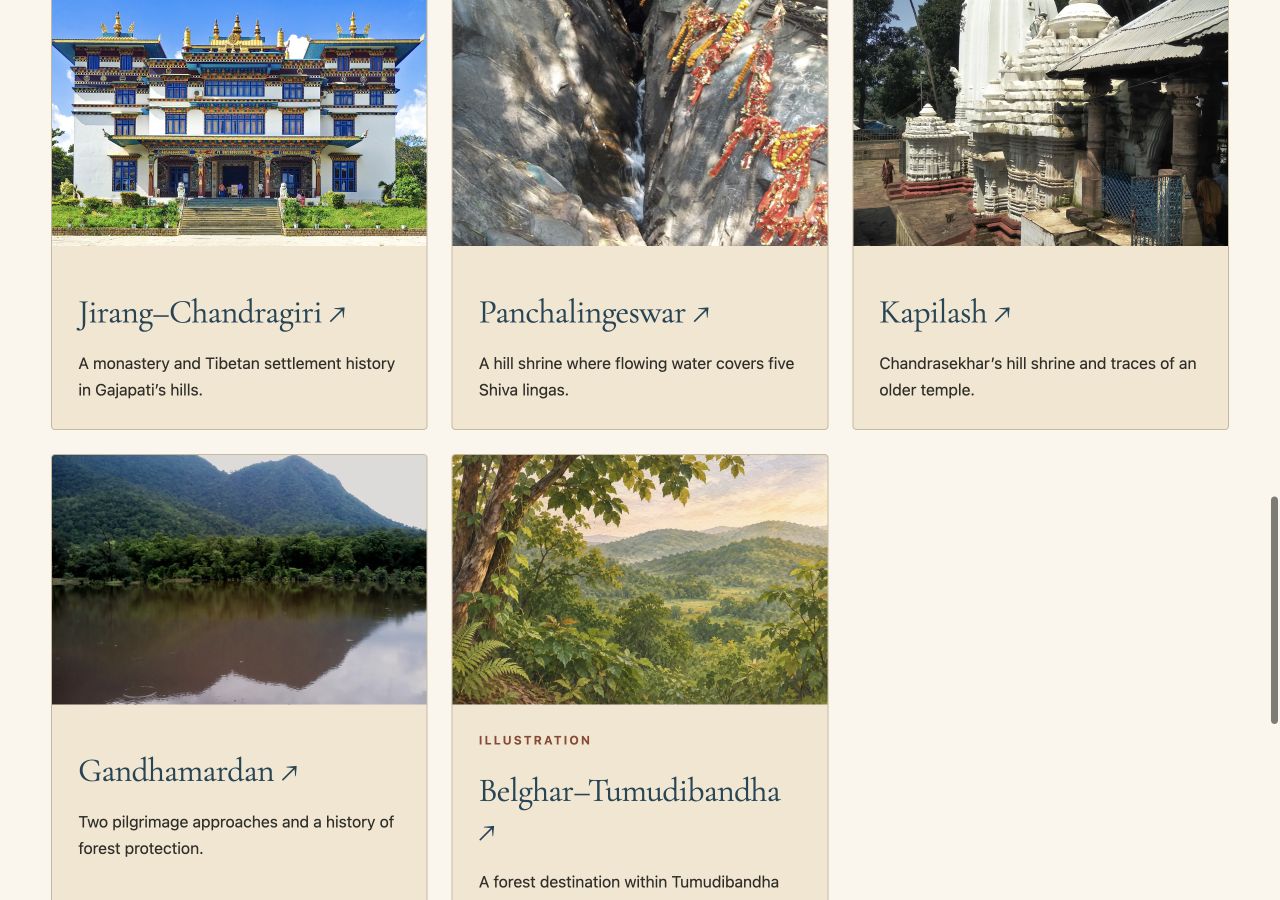 Jirang–Chandragiri ↗
A monastery and Tibetan settlement history
in Gajapati’s hills.
Panchalingeswar ↗
A hill shrine where flowing water covers five
Shiva lingas.
Kapilash ↗
Chandrasekhar’s hill shrine and traces of an
older temple.
Gandhamardan ↗
Two pilgrimage approaches and a history of
forest protection.
ILLUSTRATION
Belghar–Tumudibandha
↗
A forest destination within Tumudibandha